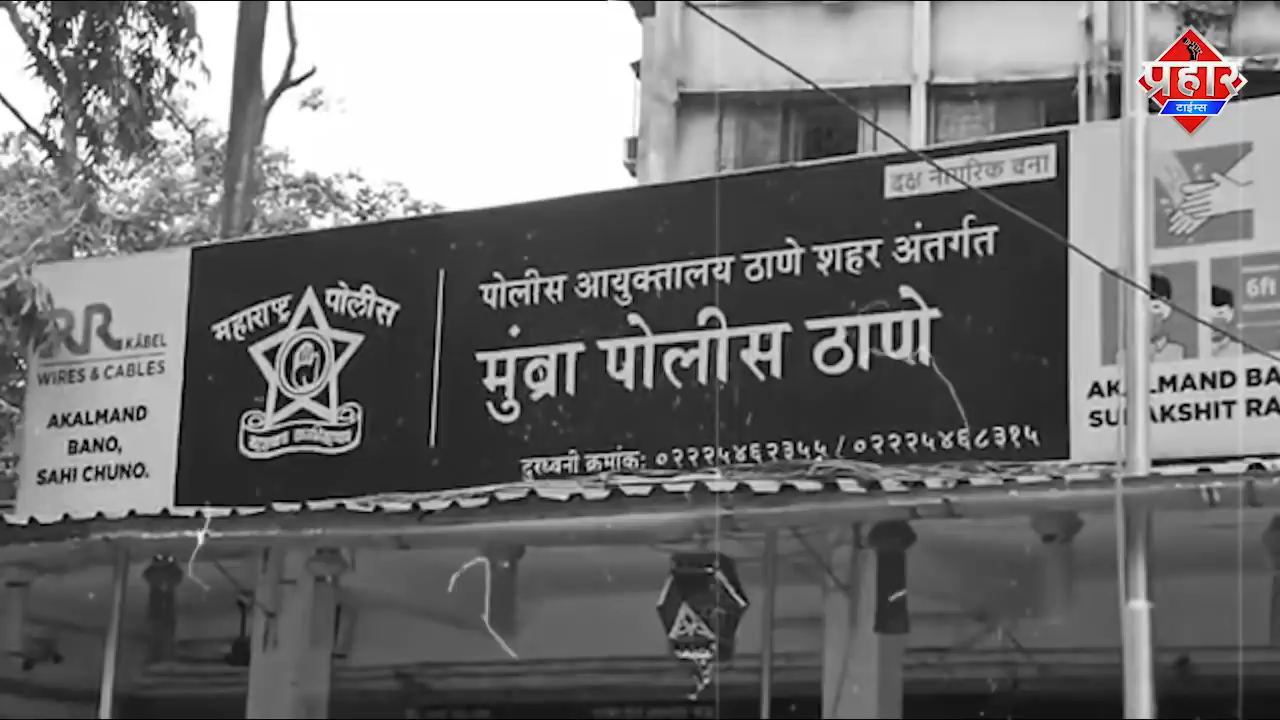 प्रहार
टाईम्स
दक्ष नागरिक बना
महाराष्ट्र पोलीस
पोलीस आयुक्तालय ठाणे शहर अंतर्गत
मुंब्रा पोलीस ठाणे
दुरध्वनी क्रमांक: ०२२२५४६२३५५ / ०२२२५४६८३१५
RR KABEL
WIRES & CABLES
AKALMAND
BANO,
SAHI CHUNO.
6ft
AKALMAND BA
SURAKSHIT RA